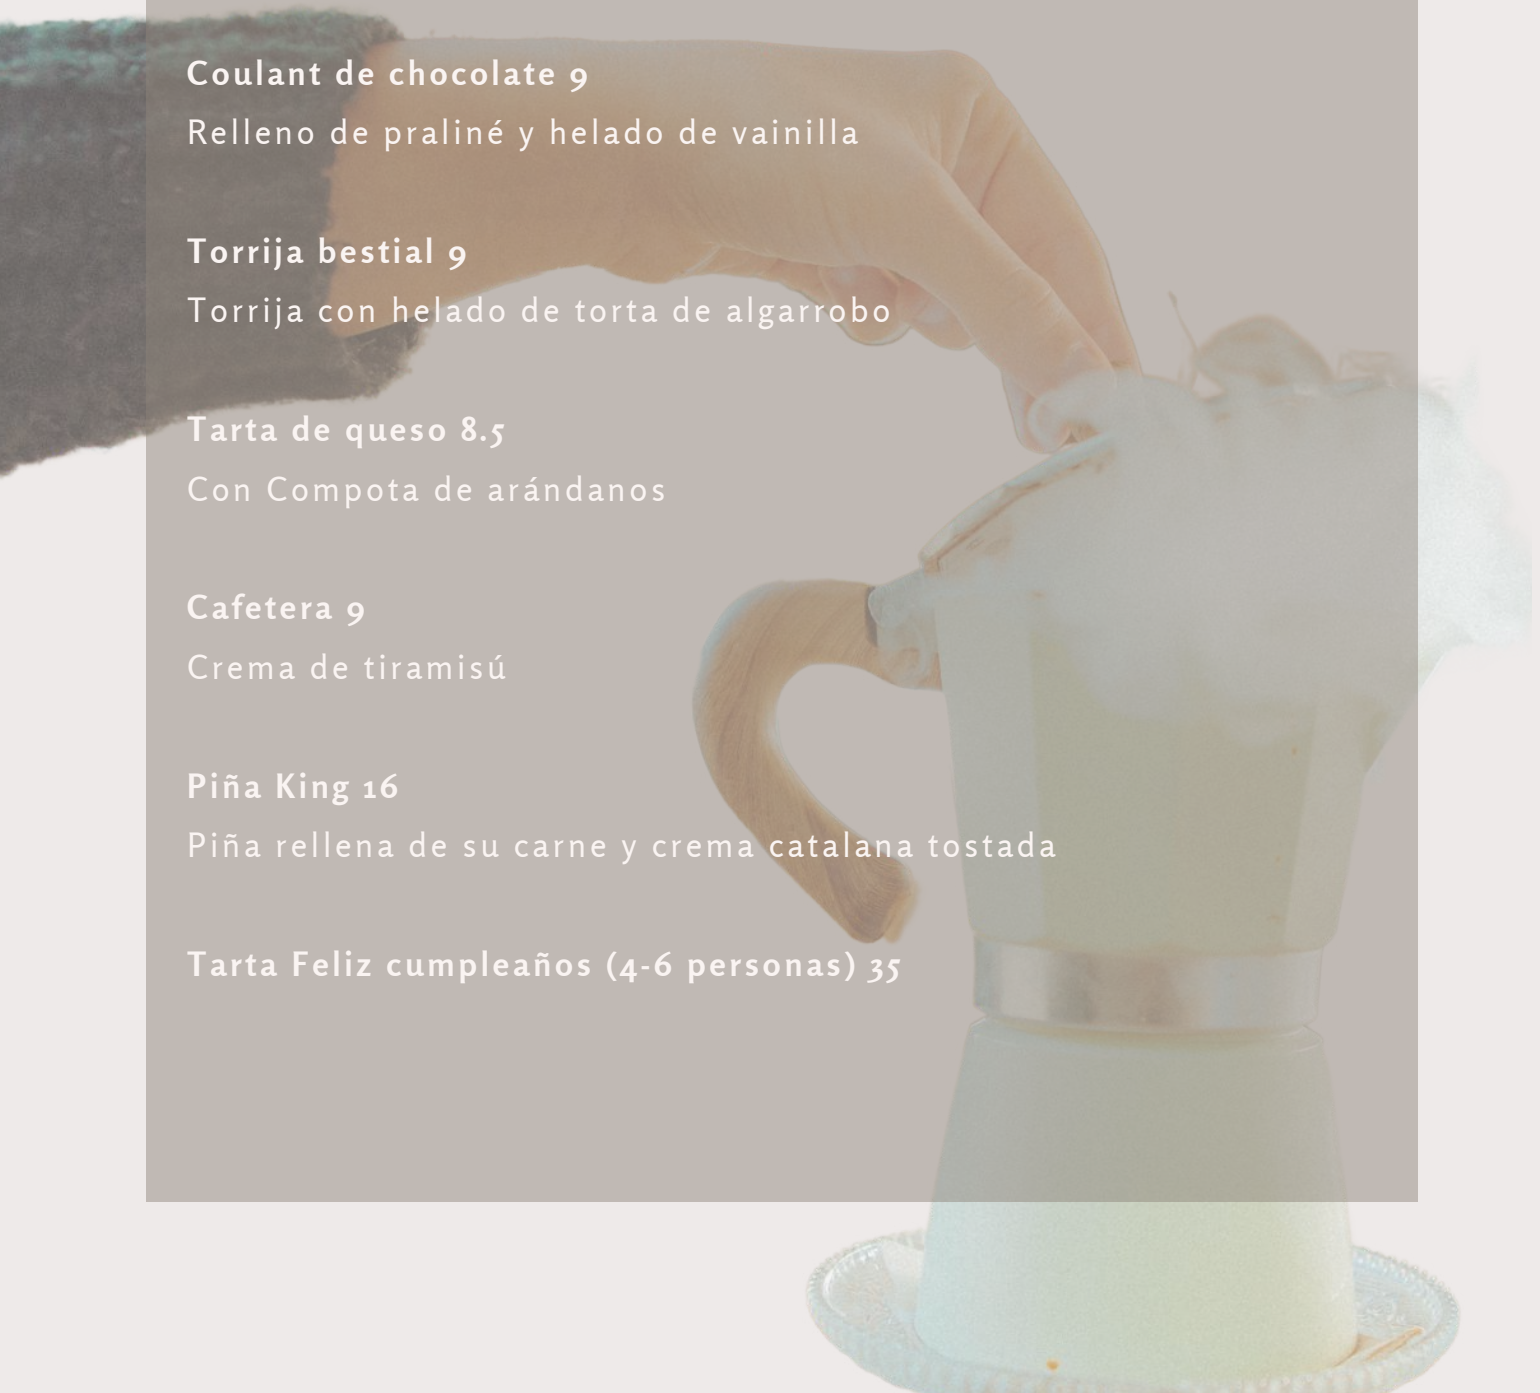 Coulant de chocolate 9
Relleno de praliné y helado de vainilla
Torrija bestial 9
Torrija con helado de torta de algarrobo
Tarta de queso 8.5
Con Compota de arándanos
Cafetera 9
Crema de tiramisú
Piña King 16
Piña rellena de su carne y crema catalana tostada
Tarta Feliz cumpleaños (4-6 personas) 35